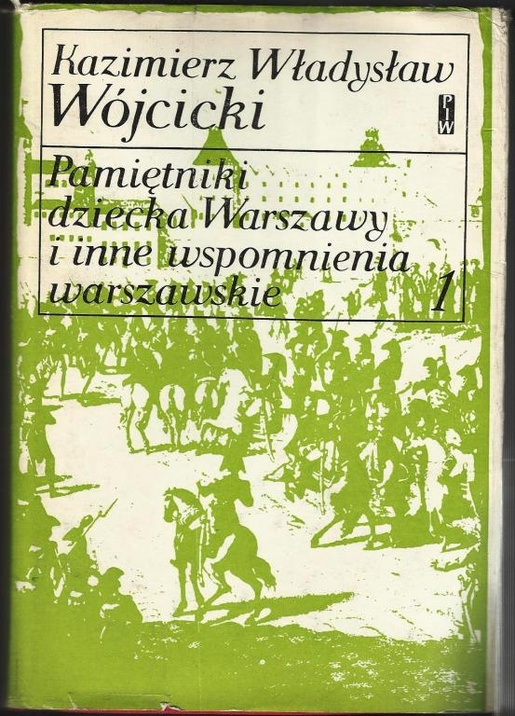 Kazimierz Władysław
Wójcicki
PIW
Pamiętniki
dziecka Warszawy
i inne wspomnienia
warszawskie 1